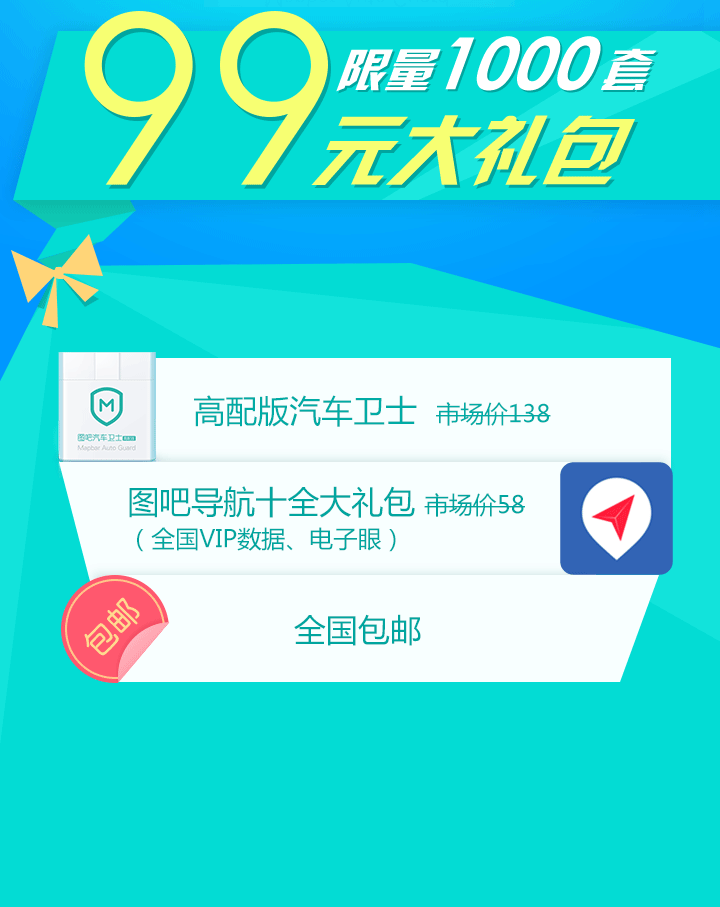 99
限量1000套
元大礼包
M
图吧汽车卫士
Mapbar Auto Guard
高配版汽车卫士 市场价138
图吧导航十全大礼包 市场价58
（全国VIP数据、电子眼）
包邮
全国包邮